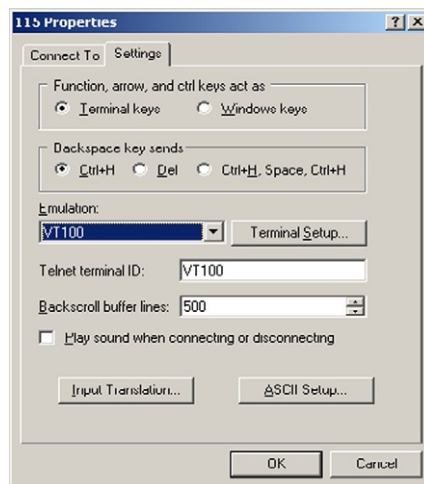 115 Properties
Connect To Settings
Function, arrow, and ctrl keys act as
Terminal keys Windows keys
Backspace key sends
Ctrl+H Del Ctrl+H, Space, Ctrl+H
Emulation:
VT100 Terminal Setup...
Telnet terminal ID: VT100
Backscroll buffer lines: 500
Play sound when connecting or disconnecting
Input Translation... ASCII Setup...
OK Cancel